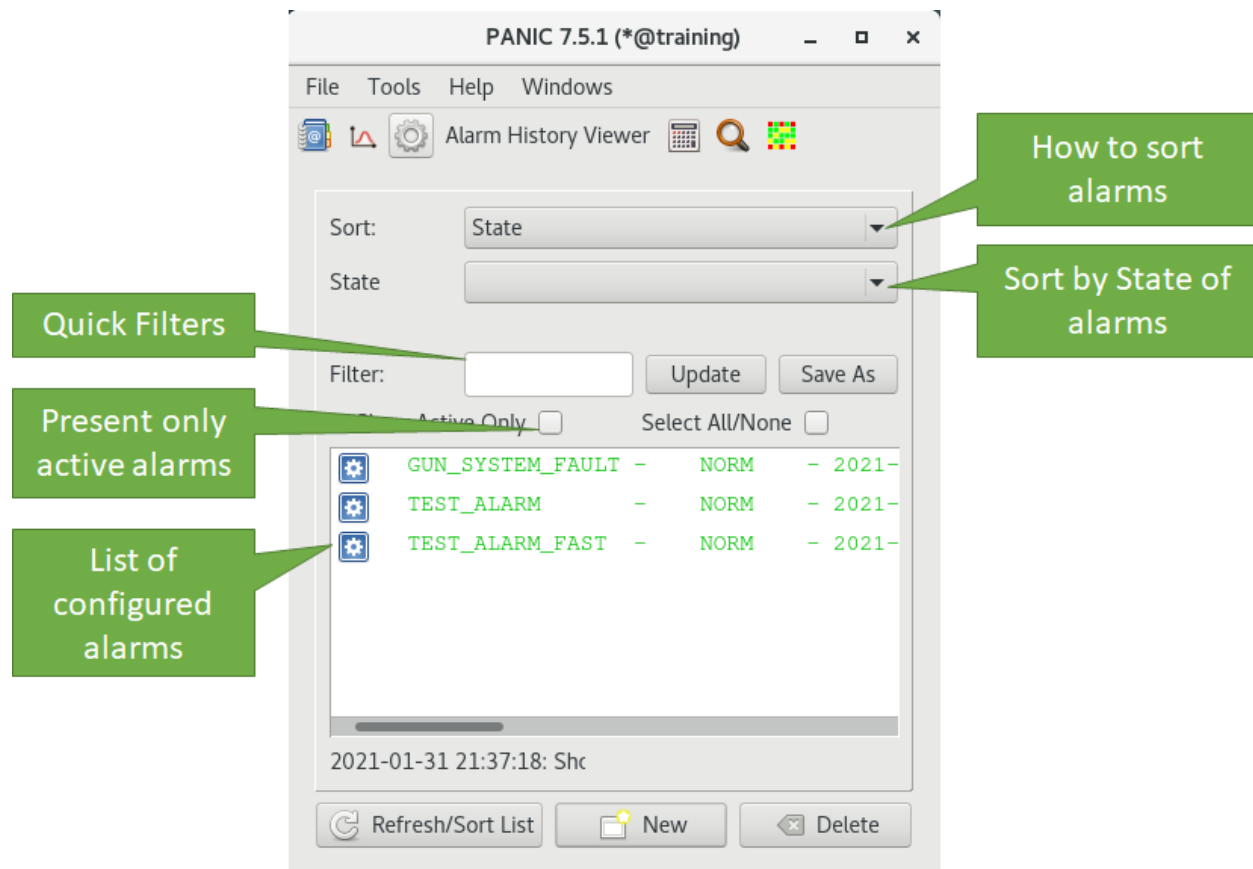 PANIC 7.5.1 (*@training)
File Tools Help Windows
Alarm History Viewer
How to sort
alarms
Sort: State
State
Sort by State of
alarms
Quick Filters
Filter: Update Save As
Present only
active alarms
Only Select All/None
GUN_SYSTEM_FAULT - NORM - 2021-
TEST_ALARM - NORM - 2021-
TEST_ALARM_FAST - NORM - 2021-
List of
configured
alarms
2021-01-31 21:37:18: Sho
Refresh/Sort List New Delete